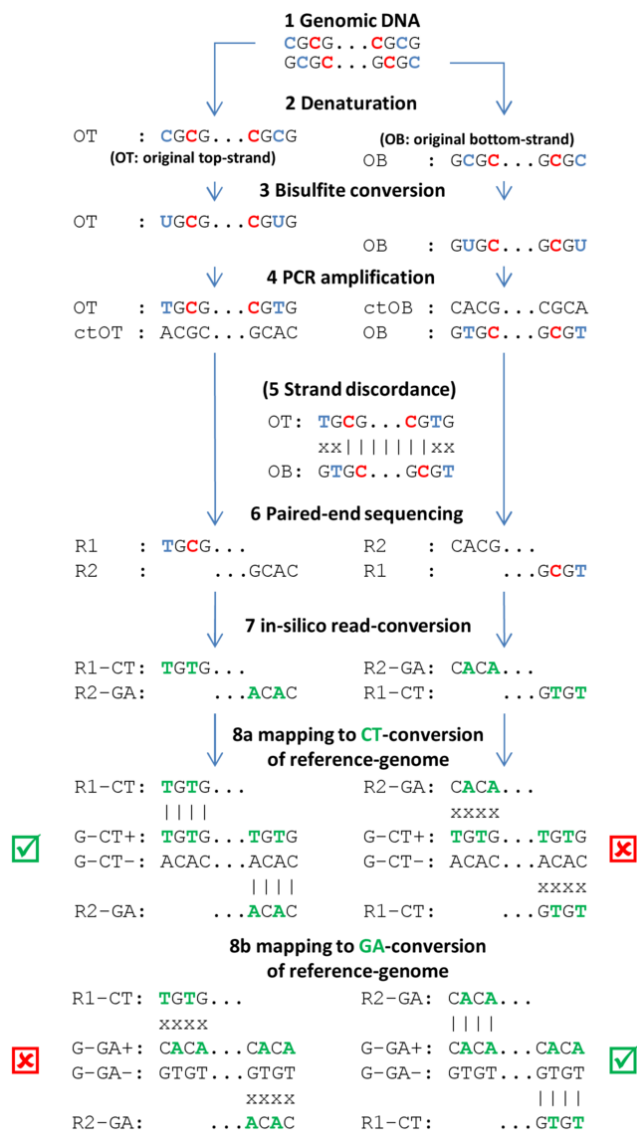 1 Genomic DNA
CGCG...CGCG
GCGC...GCGC
2 Denaturation
OT : CGCG...CGCG
(OT: original top-strand)
(OB: original bottom-strand)
OB : GCGC...GCGC
3 Bisulfite conversion
OT : UGCG...CGUG
OB : GUGC...GCGU
4 PCR amplification
OT : TGCG...CGTG
ctOT : ACGC...GCAC
ctOB : CACG...CGCA
OB : GTGC...GCGT
(5 Strand discordance)
OT: TGCG...CGTG
xx|||||||xx
OB: GTGC...GCGT
6 Paired-end sequencing
R1 : TGCG...
R2 : ...GCAC
R2 : CACG...
R1 : ...GCGT
7 in-silico read-conversion
R1-CT: TGTG...
R2-GA: ...ACAC
R2-GA: CACA...
R1-CT: ...GTGT
8a mapping to CT-conversion
of reference-genome
R1-CT: TGTG...
||||
G-CT+: TGTG...TGTG
G-CT-: ACAC...ACAC
||||
R2-GA: ...ACAC
R2-GA: CACA...
xxxx
G-CT+: TGTG...TGTG
G-CT-: ACAC...ACAC
xxxx
R1-CT: ...GTGT
8b mapping to GA-conversion
of reference-genome
R1-CT: TGTG...
xxxx
G-GA+: CACA...CACA
G-GA-: GTGT...GTGT
xxxx
R2-GA: ...ACAC
R2-GA: CACA...
||||
G-GA+: CACA...CACA
G-GA-: GTGT...GTGT
||||
R1-CT: ...GTGT